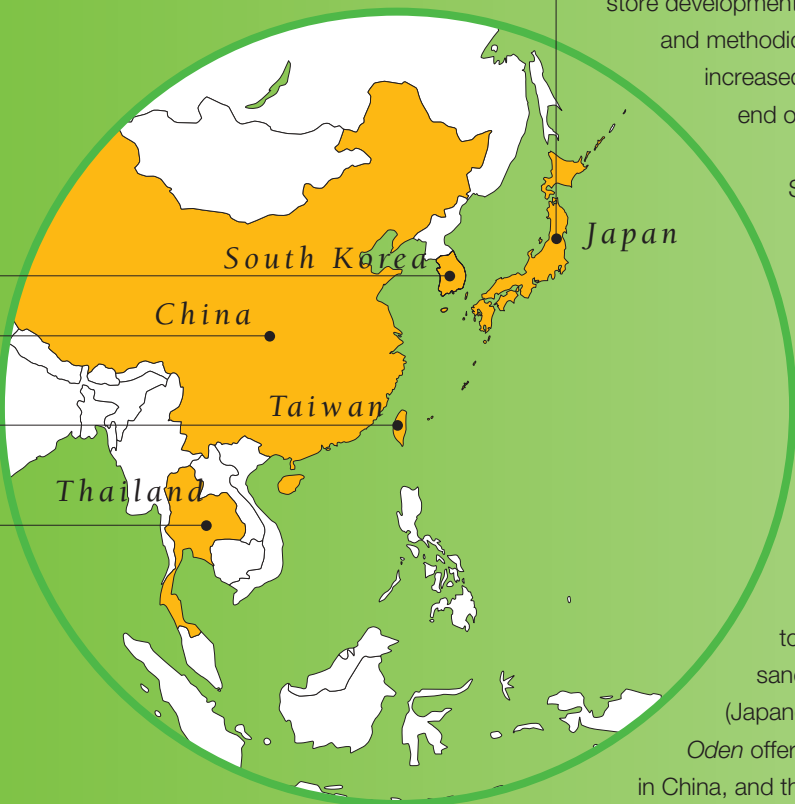 store development
and methodic
increased
end o
S
Japan
South Korea
China
Taiwan
Thailand
to
sand
(Japan
Oden offer
in China, and th